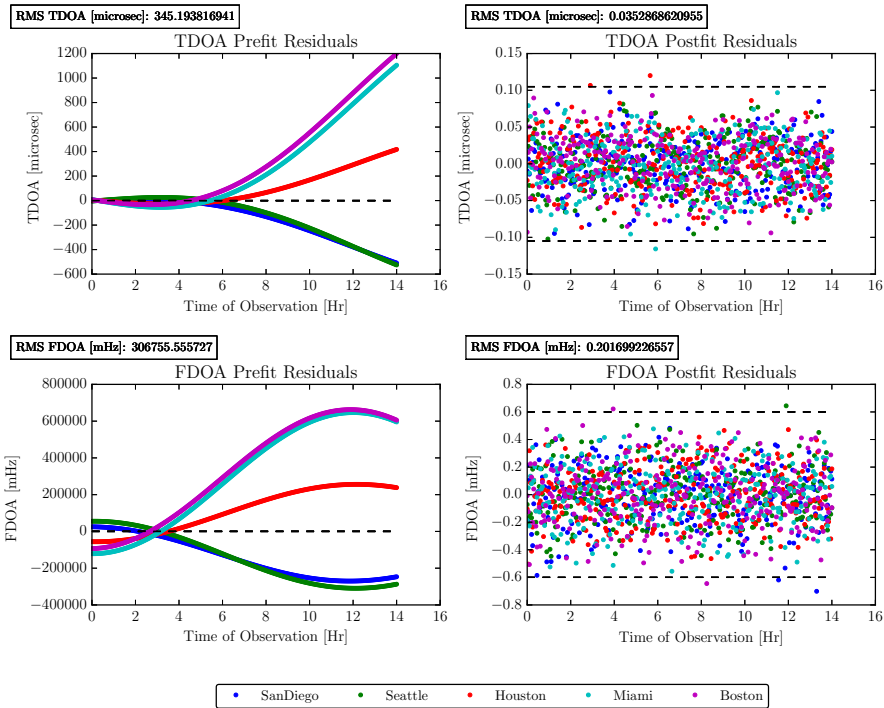 RMS TDOA [microsec]: 345.193816941
RMS TDOA [microsec]: 0.0352868620955
TDOA Prefit Residuals
TDOA Postfit Residuals
1200
1000
800
600
400
200
0
−200
−400
−600
TDOA [microsec]
0 2 4 6 8 10 12 14 16
Time of Observation [Hr]
0.15
0.10
0.05
0.00
−0.05
−0.10
−0.15
TDOA [microsec]
0 2 4 6 8 10 12 14 16
Time of Observation [Hr]
RMS FDOA [mHz]: 306755.555727
RMS FDOA [mHz]: 0.201699226557
FDOA Prefit Residuals
FDOA Postfit Residuals
800000
600000
400000
200000
0
−200000
−400000
FDOA [mHz]
0 2 4 6 8 10 12 14 16
Time of Observation [Hr]
0.8
0.6
0.4
0.2
0.0
−0.2
−0.4
−0.6
−0.8
FDOA [mHz]
0 2 4 6 8 10 12 14 16
Time of Observation [Hr]
SanDiego Seattle Houston Miami Boston